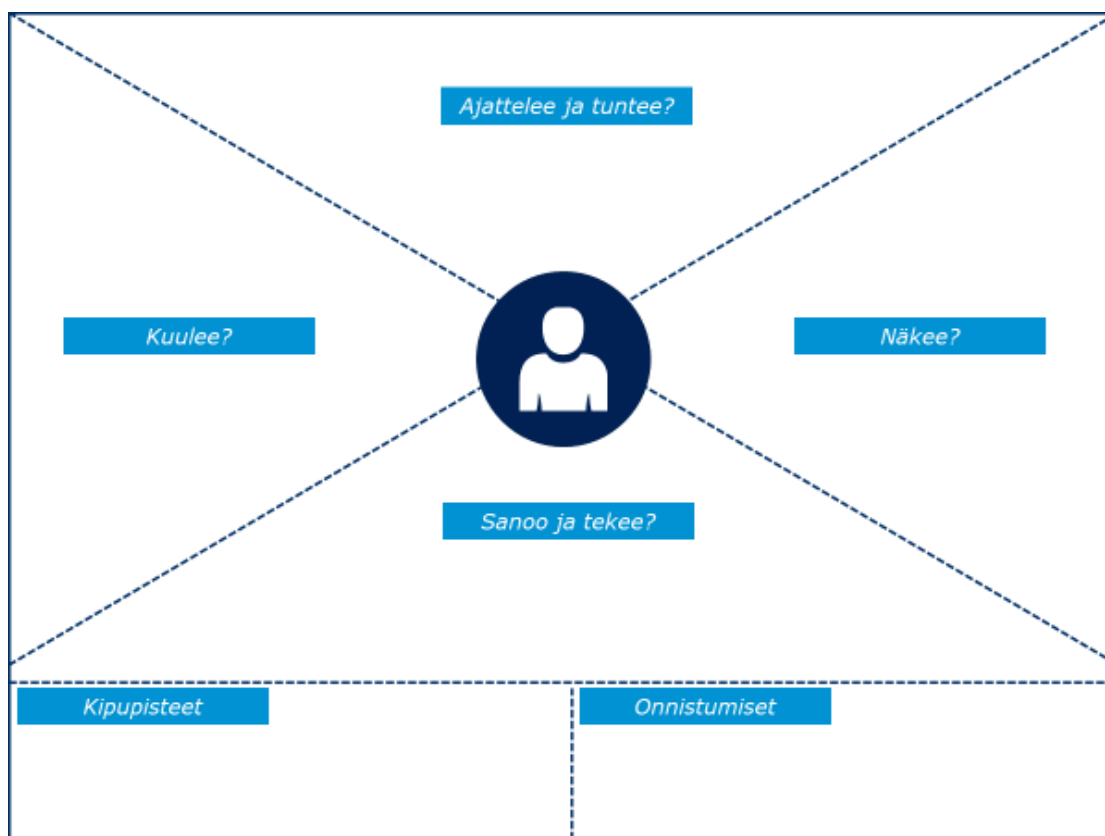 Ajattelee ja tuntee?
Kuulee?
Näkee?
Sanoo ja tekee?
Kipupisteet
Onnistumiset